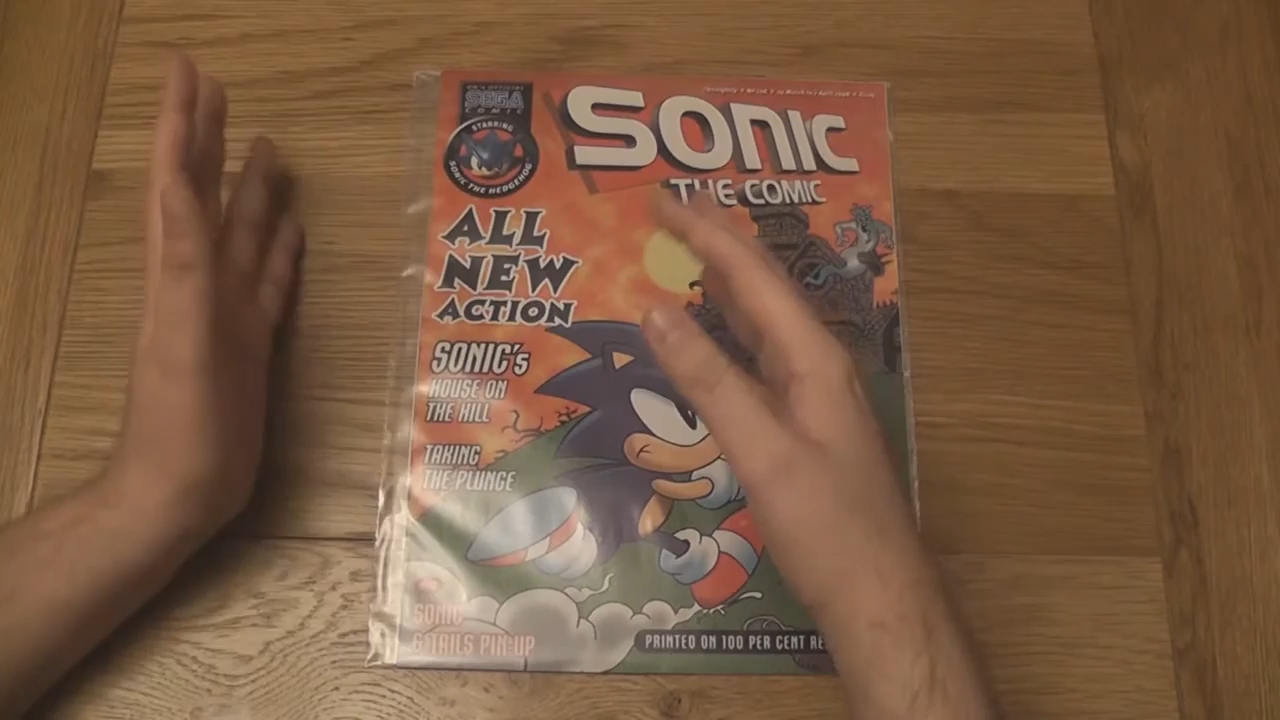 SEGA
COMIC
STARRING
SONIC THE HEDGEHOG
SONIC
THE COMIC
ALL
NEW
ACTION
SONIC's
HOUSE ON
THE HILL
TAKING
THE PLUNGE
SONIC
& TAILS PIN-UP
PRINTED ON 100 PER CENT RE